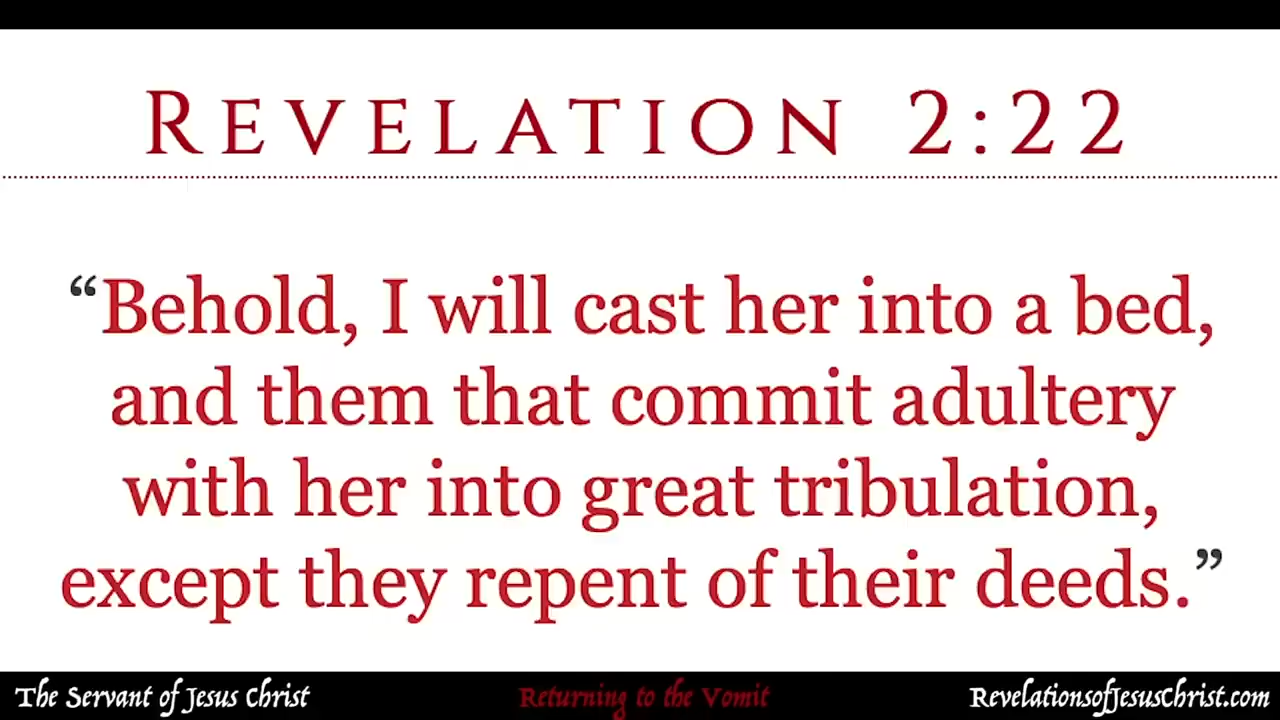 Revelation 2:22
“Behold, I will cast her into a bed,
and them that commit adultery
with her into great tribulation,
except they repent of their deeds.”
The Servant of Jesus Christ
Returning to the Vomit
RevelationsofJesusChrist.com